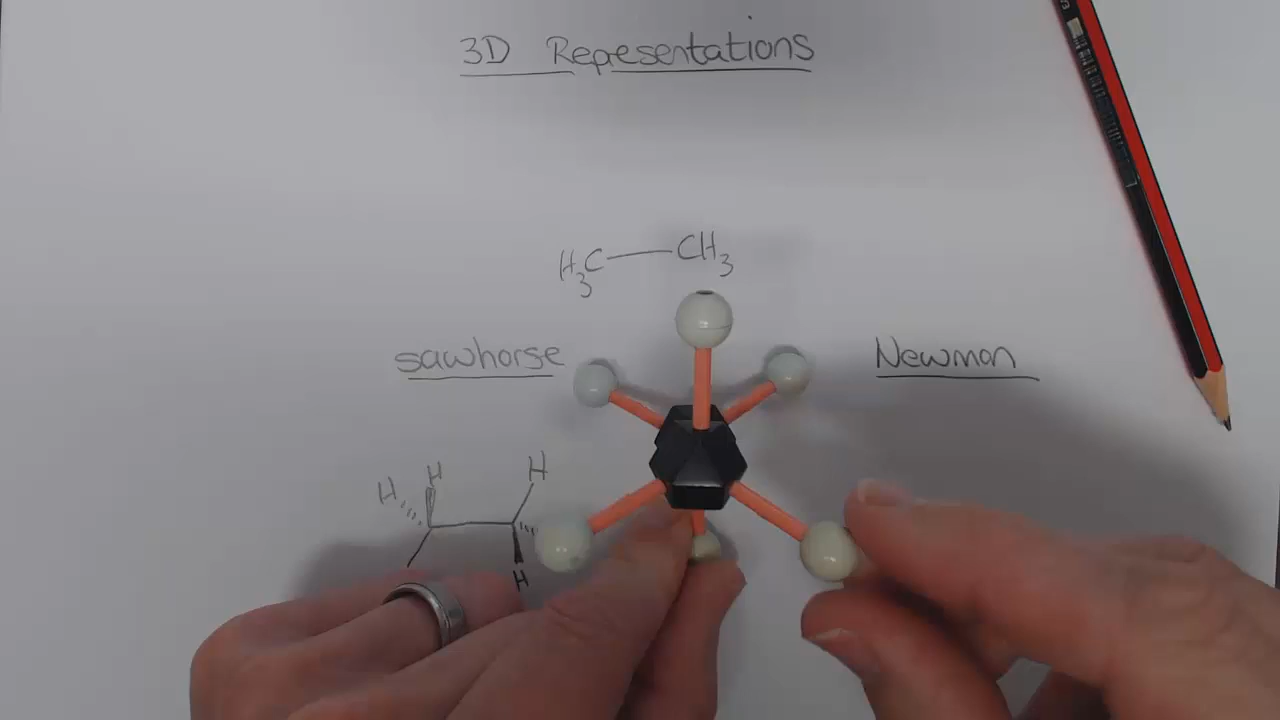 3D Representations
H3C—CH3
sawhorse
Newman
H H H
H